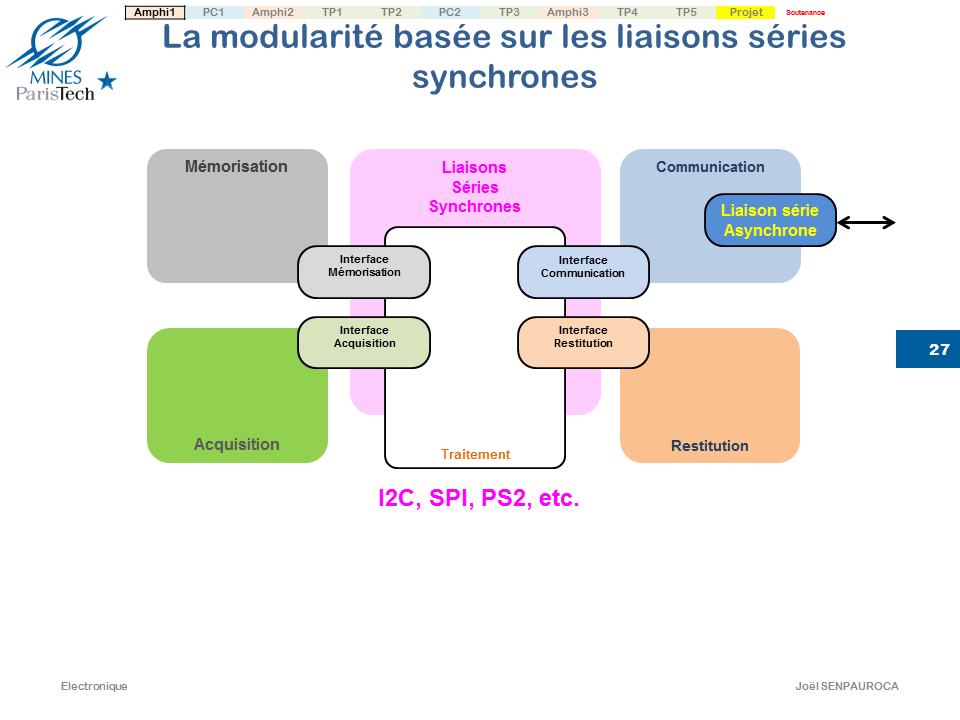 Amphi1 PC1 Amphi2 TP1 TP2 PC2 TP3 Amphi3 TP4 TP5 Projet Soutenance
La modularité basée sur les liaisons séries
synchrones
MINES
ParisTech
Mémorisation
Liaisons
Séries
Synchrones
Communication
Liaison série
Asynchrone
Interface
Mémorisation
Interface
Communication
Interface
Acquisition
Interface
Restitution
27
Acquisition
Traitement
Restitution
I2C, SPI, PS2, etc.
Electronique
Joël SENPAUROCA